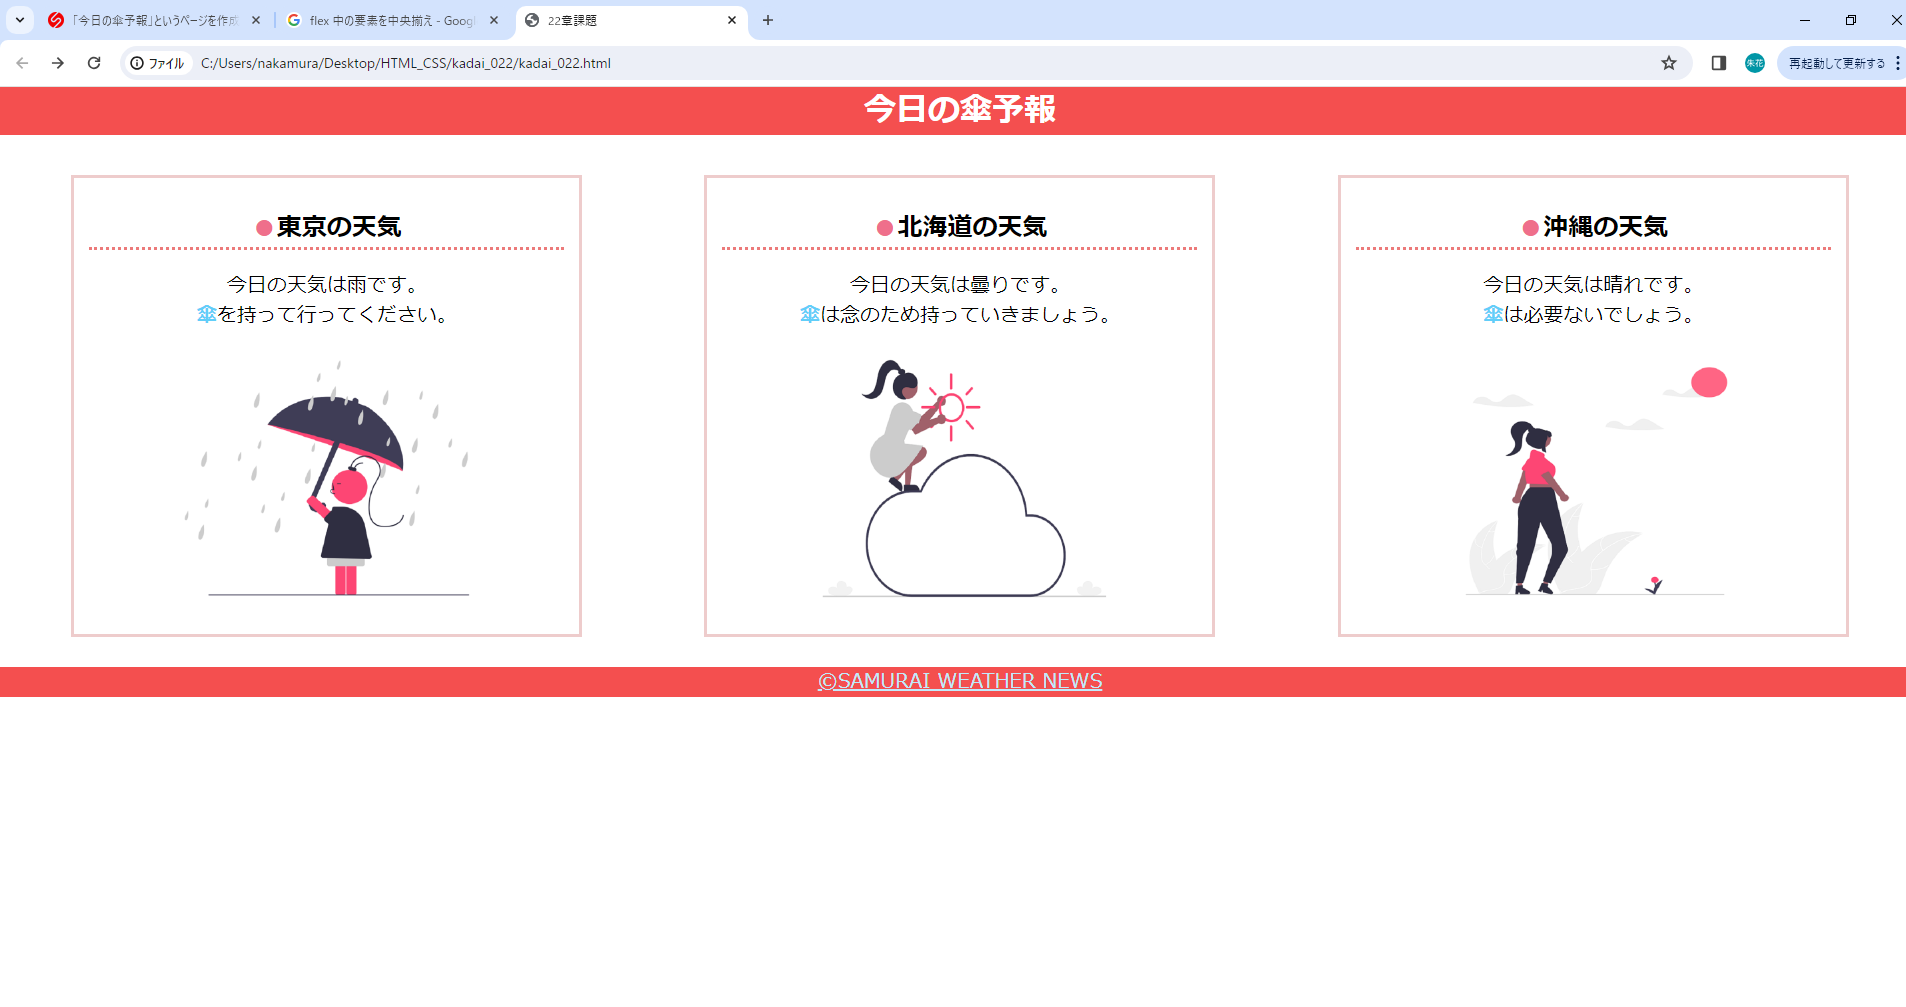 「今日の傘予報」というページを作成
flex 中の要素を中央揃え - Goog
22章課題
ファイル
C:/Users/nakamura/Desktop/HTML_CSS/kadai_022/kadai_022.html
朱花
再起動して更新する
今日の傘予報
東京の天気
今日の天気は雨です。
傘を持って行ってください。
北海道の天気
今日の天気は曇りです。
傘は念のため持っていきましょう。
沖縄の天気
今日の天気は晴れです。
傘は必要ないでしょう。
©SAMURAI WEATHER NEWS